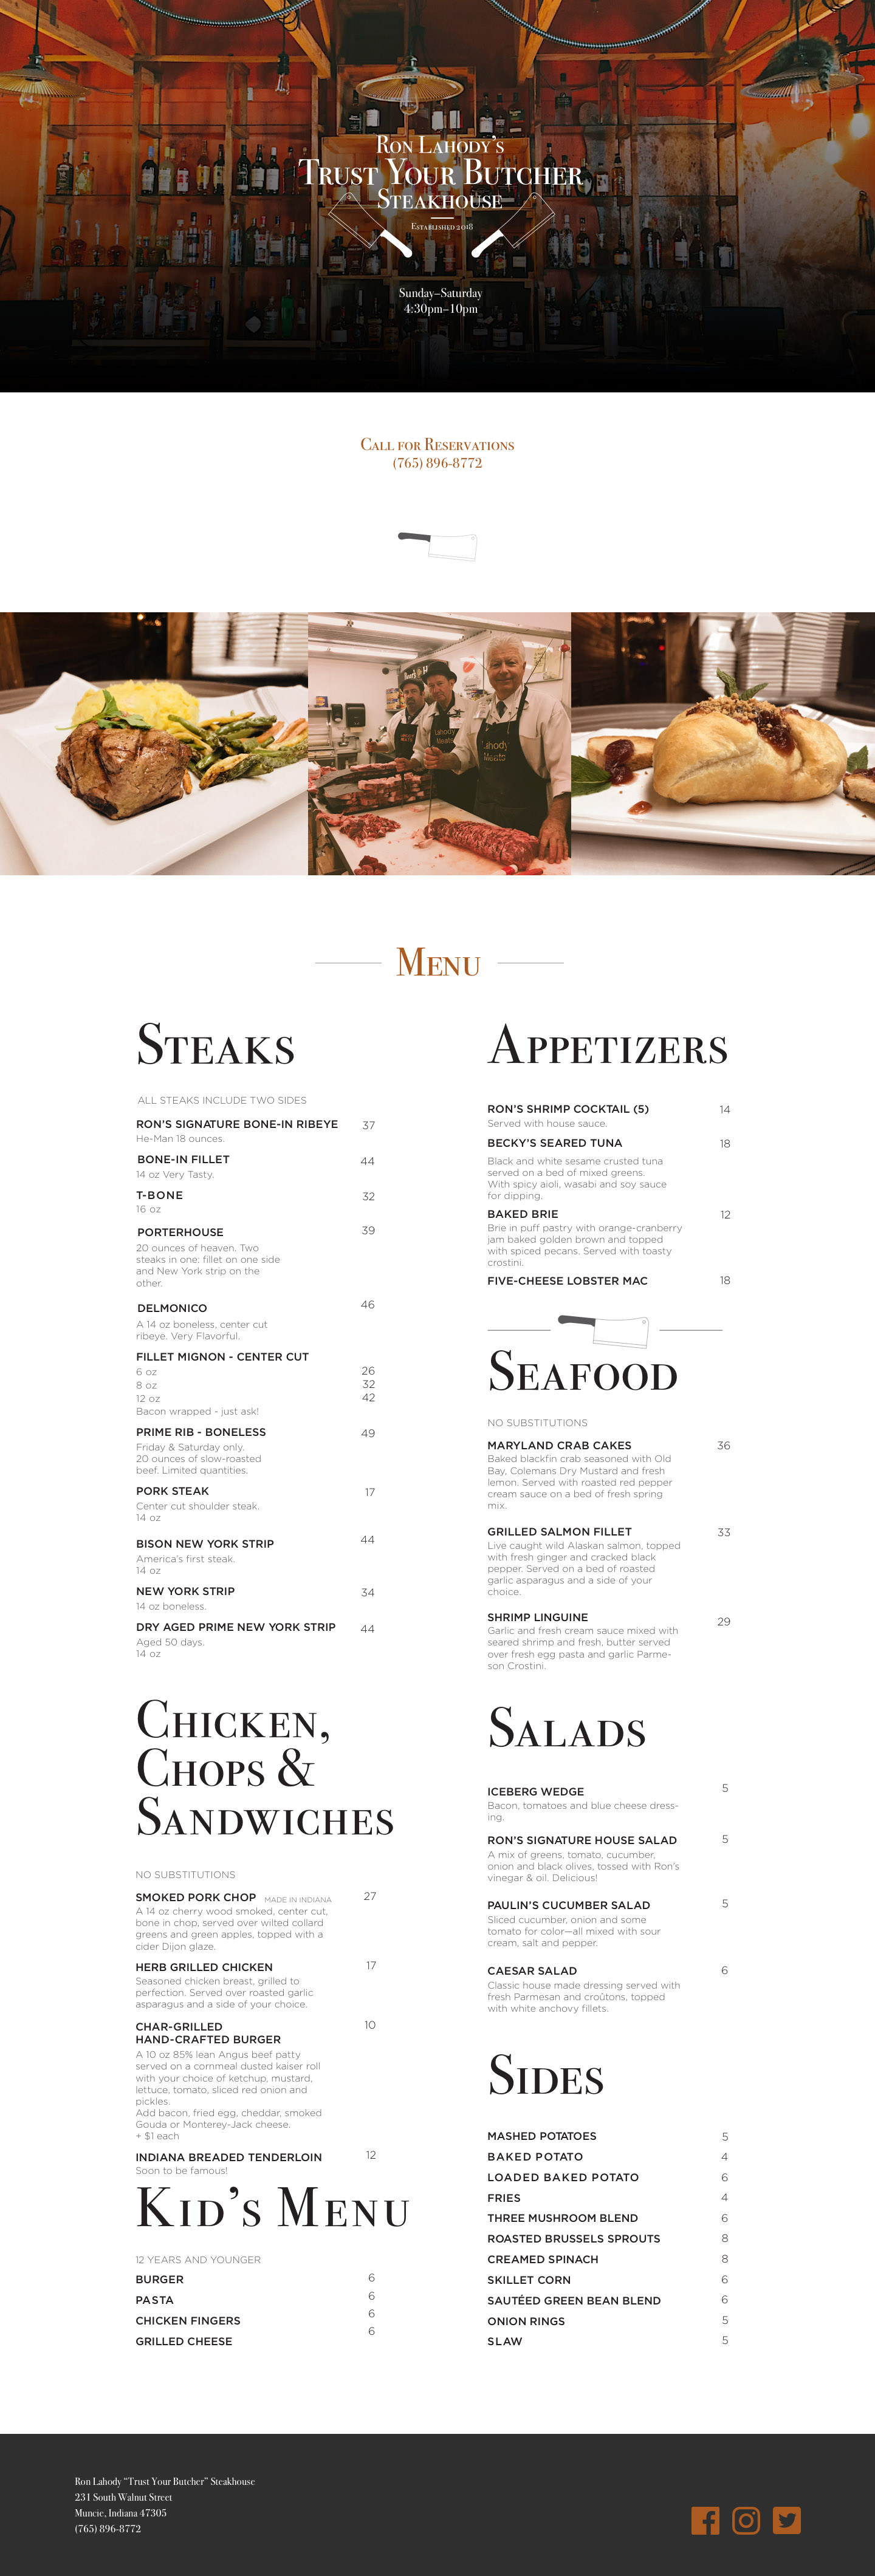 Ron Lahody's
Trust Your Butcher
Steakhouse
Established 2018
Sunday–Saturday
4:30pm–10pm
Call for Reservations
(765) 896-8772
Lahody
Meats
Lahody
Meats
Menu
Steaks
ALL STEAKS INCLUDE TWO SIDES
RON'S SIGNATURE BONE-IN RIBEYE 37
He-Man 18 ounces.
BONE-IN FILLET 44
14 oz Very Tasty.
T-BONE 32
16 oz
PORTERHOUSE 39
20 ounces of heaven. Two
steaks in one: fillet on one side
and New York strip on the
other.
DELMONICO 46
A 14 oz boneless, center cut
ribeye. Very Flavorful.
FILLET MIGNON - CENTER CUT
6 oz 26
8 oz 32
12 oz 42
Bacon wrapped - just ask!
PRIME RIB - BONELESS 49
Friday & Saturday only.
20 ounces of slow-roasted
beef. Limited quantities.
PORK STEAK 17
Center cut shoulder steak.
14 oz
BISON NEW YORK STRIP 44
America's first steak.
14 oz
NEW YORK STRIP 34
14 oz boneless.
DRY AGED PRIME NEW YORK STRIP 44
Aged 50 days.
14 oz
Chicken,
Chops &
Sandwiches
NO SUBSTITUTIONS
SMOKED PORK CHOP MADE IN INDIANA 27
A 14 oz cherry wood smoked, center cut,
bone in chop, served over wilted collard
greens and green apples, topped with a
cider Dijon glaze.
HERB GRILLED CHICKEN 17
Seasoned chicken breast, grilled to
perfection. Served over roasted garlic
asparagus and a side of your choice.
CHAR-GRILLED 10
HAND-CRAFTED BURGER
A 10 oz 85% lean Angus beef patty
served on a cornmeal dusted kaiser roll
with your choice of ketchup, mustard,
lettuce, tomato, sliced red onion and
pickles.
Add bacon, fried egg, cheddar, smoked
Gouda or Monterey-Jack cheese.
+ $1 each
INDIANA BREADED TENDERLOIN 12
Soon to be famous!
Kid's Menu
12 YEARS AND YOUNGER
BURGER 6
PASTA 6
CHICKEN FINGERS 6
GRILLED CHEESE 6
Appetizers
RON'S SHRIMP COCKTAIL (5) 14
Served with house sauce.
BECKY'S SEARED TUNA 18
Black and white sesame crusted tuna
served on a bed of mixed greens.
With spicy aioli, wasabi and soy sauce
for dipping.
BAKED BRIE 12
Brie in puff pastry with orange-cranberry
jam baked golden brown and topped
with spiced pecans. Served with toasty
crostini.
FIVE-CHEESE LOBSTER MAC 18
Seafood
NO SUBSTITUTIONS
MARYLAND CRAB CAKES 36
Baked blackfin crab seasoned with Old
Bay, Colemans Dry Mustard and fresh
lemon. Served with roasted red pepper
cream sauce on a bed of fresh spring
mix.
GRILLED SALMON FILLET 33
Live caught wild Alaskan salmon, topped
with fresh ginger and cracked black
pepper. Served on a bed of roasted
garlic asparagus and a side of your
choice.
SHRIMP LINGUINE 29
Garlic and fresh cream sauce mixed with
seared shrimp and fresh, butter served
over fresh egg pasta and garlic Parme-
son Crostini.
Salads
ICEBERG WEDGE 5
Bacon, tomatoes and blue cheese dress-
ing.
RON'S SIGNATURE HOUSE SALAD 5
A mix of greens, tomato, cucumber,
onion and black olives, tossed with Ron's
vinegar & oil. Delicious!
PAULIN'S CUCUMBER SALAD 5
Sliced cucumber, onion and some
tomato for color—all mixed with sour
cream, salt and pepper.
CAESAR SALAD 6
Classic house made dressing served with
fresh Parmesan and croûtons, topped
with white anchovy fillets.
Sides
MASHED POTATOES 5
BAKED POTATO 4
LOADED BAKED POTATO 6
FRIES 4
THREE MUSHROOM BLEND 6
ROASTED BRUSSELS SPROUTS 8
CREAMED SPINACH 8
SKILLET CORN 6
SAUTÉED GREEN BEAN BLEND 6
ONION RINGS 5
SLAW 5
Ron Lahody "Trust Your Butcher" Steakhouse
231 South Walnut Street
Muncie, Indiana 47305
(765) 896-8772